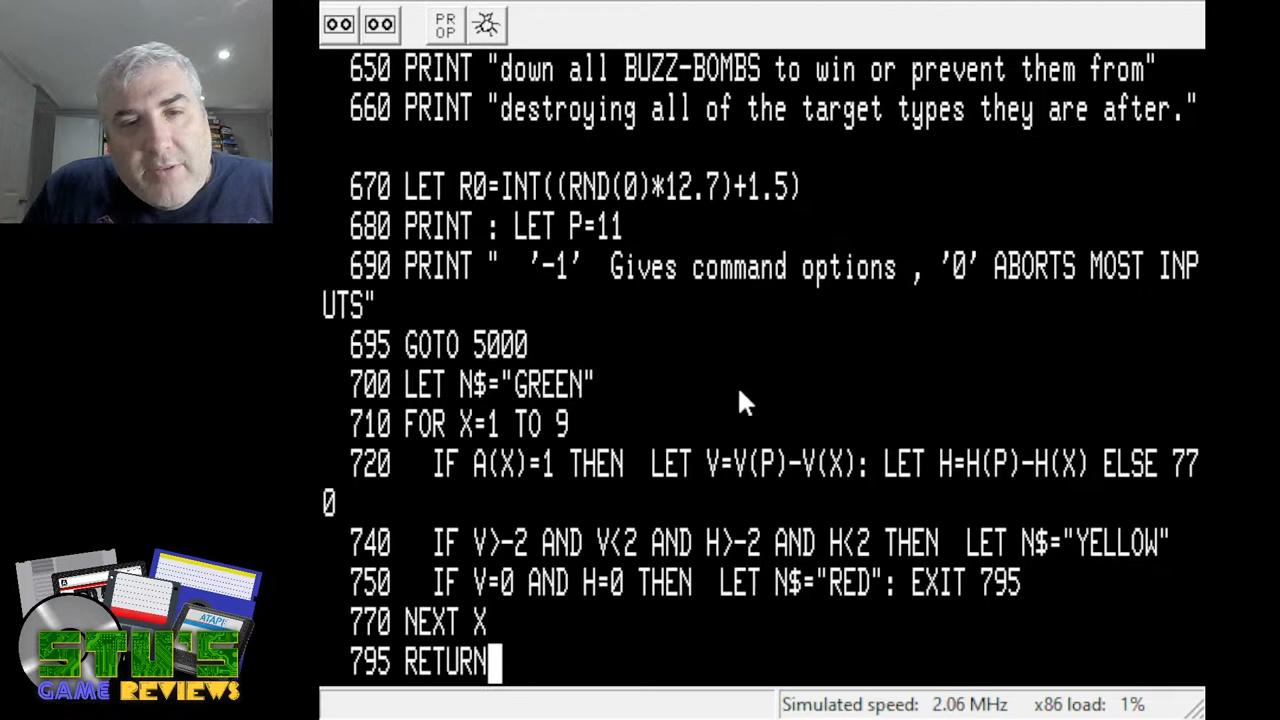 PR
OP
650 PRINT "down all BUZZ-BOMBS to win or prevent them from"
660 PRINT "destroying all of the target types they are after."
670 LET R0=INT((RND(0)*12.7)+1.5)
680 PRINT : LET P=11
690 PRINT "  '-1'  Gives command options , '0' ABORTS MOST INP
UTS"
695 GOTO 5000
700 LET N$="GREEN"
710 FOR X=1 TO 9
720   IF A(X)=1 THEN  LET V=V(P)-V(X): LET H=H(P)-H(X) ELSE 77
0
740   IF V>-2 AND V<2 AND H>-2 AND H<2 THEN  LET N$="YELLOW"
750   IF V=0 AND H=0 THEN  LET N$="RED": EXIT 795
770 NEXT X
795 RETURN
ATARI
STU'S
GAME REVIEWS
Simulated speed: 2.06 MHz x86 load: 1%